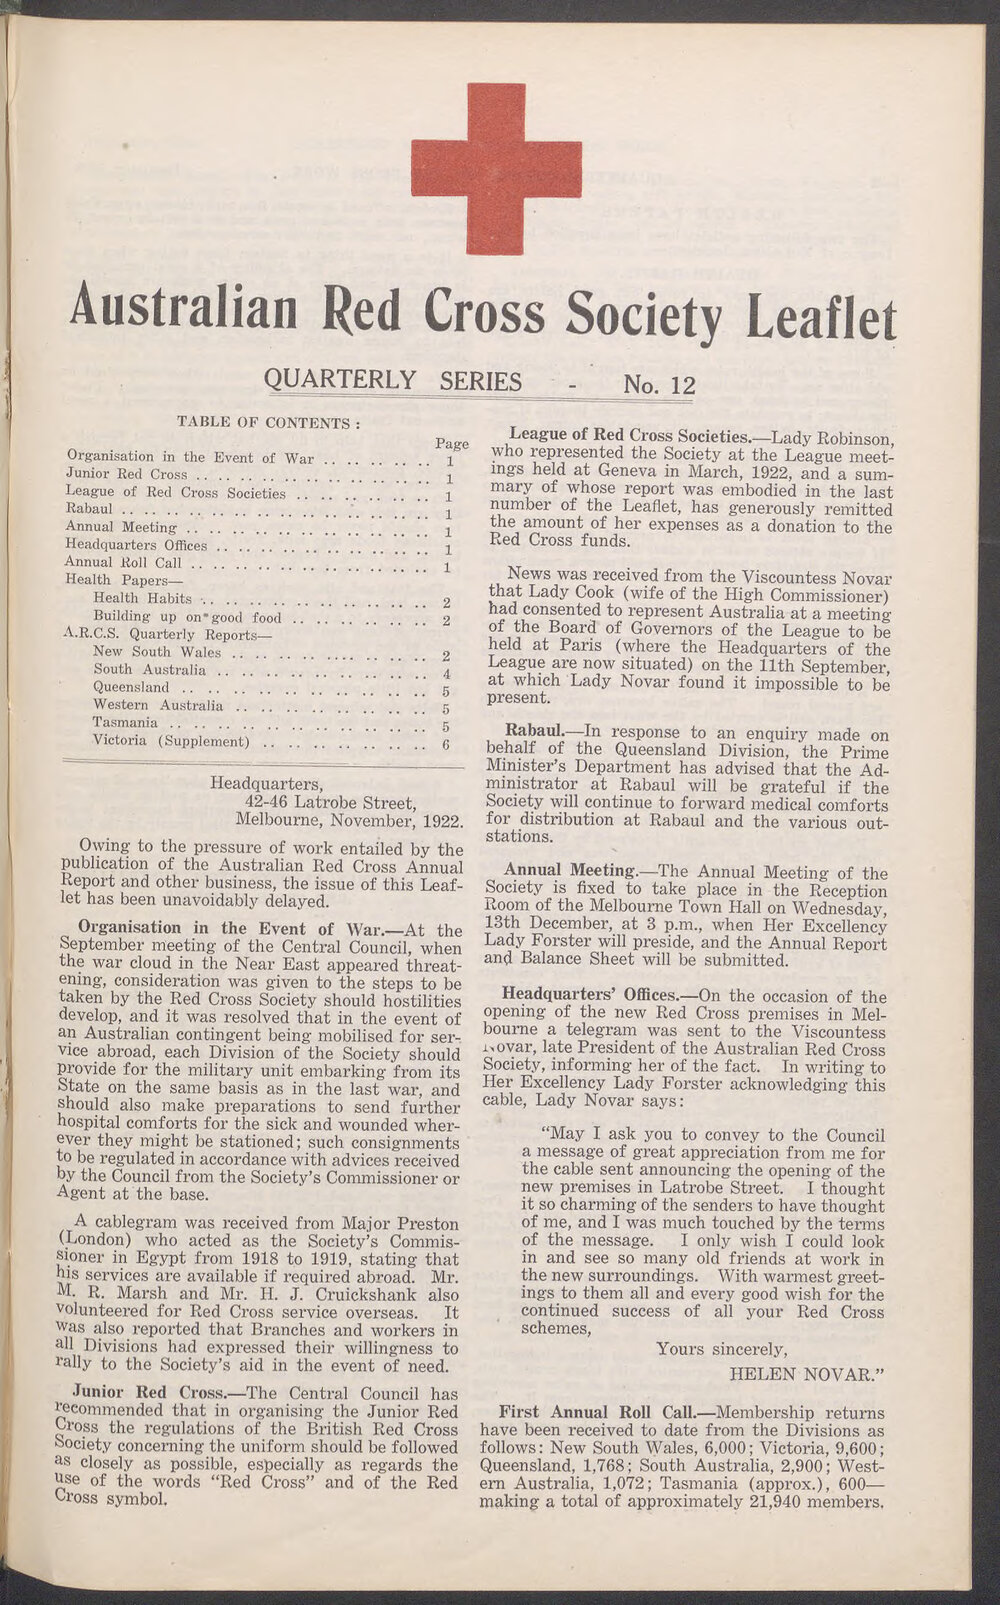 Australian Red Cross Society Leaflet
QUARTERLY SERIES - No. 12
TABLE OF CONTENTS :
Page
Organisation in the Event of War .. .. .. .. .. .. 1
Junior Red Cross .. .. .. .. .. .. .. .. .. .. .. .. 1
League of Red Cross Societies .. .. .. .. .. .. .. 1
Rabaul .. .. .. .. .. .. .. .. .. .. .. .. .. .. .. .. 1
Annual Meeting .. .. .. .. .. .. .. .. .. .. .. .. 1
Headquarters Offices .. .. .. .. .. .. .. .. .. .. 1
Annual Roll Call .. .. .. .. .. .. .. .. .. .. .. 1
Health Papers—
Health Habits .. .. .. .. .. .. .. .. .. .. .. 2
Building up on good food .. .. .. .. .. .. .. 2
A.R.C.S. Quarterly Reports—
New South Wales .. .. .. .. .. .. .. .. .. 2
South Australia .. .. .. .. .. .. .. .. .. .. 4
Queensland .. .. .. .. .. .. .. .. .. .. .. 5
Western Australia .. .. .. .. .. .. .. .. .. 5
Tasmania .. .. .. .. .. .. .. .. .. .. .. .. 5
Victoria (Supplement) .. .. .. .. .. .. .. .. 6
Headquarters,
42-46 Latrobe Street,
Melbourne, November, 1922.
Owing to the pressure of work entailed by the
publication of the Australian Red Cross Annual
Report and other business, the issue of this Leaf-
let has been unavoidably delayed.
Organisation in the Event of War.—At the
September meeting of the Central Council, when
the war cloud in the Near East appeared threat-
ening, consideration was given to the steps to be
taken by the Red Cross Society should hostilities
develop, and it was resolved that in the event of
an Australian contingent being mobilised for ser-
vice abroad, each Division of the Society should
provide for the military unit embarking from its
State on the same basis as in the last war, and
should also make preparations to send further
hospital comforts for the sick and wounded wher-
ever they might be stationed; such consignments
to be regulated in accordance with advices received
by the Council from the Society's Commissioner or
Agent at the base.
A cablegram was received from Major Preston
(London) who acted as the Society's Commis-
sioner in Egypt from 1918 to 1919, stating that
his services are available if required abroad. Mr.
M. R. Marsh and Mr. H. J. Cruickshank also
volunteered for Red Cross service overseas. It
was also reported that Branches and workers in
all Divisions had expressed their willingness to
rally to the Society's aid in the event of need.
Junior Red Cross.—The Central Council has
recommended that in organising the Junior Red
Cross the regulations of the British Red Cross
Society concerning the uniform should be followed
as closely as possible, especially as regards the
use of the words "Red Cross" and of the Red
Cross symbol.
League of Red Cross Societies.—Lady Robinson,
who represented the Society at the League meet-
ings held at Geneva in March, 1922, and a sum-
mary of whose report was embodied in the last
number of the Leaflet, has generously remitted
the amount of her expenses as a donation to the
Red Cross funds.
News was received from the Viscountess Novar
that Lady Cook (wife of the High Commissioner)
had consented to represent Australia at a meeting
of the Board of Governors of the League to be
held at Paris (where the Headquarters of the
League are now situated) on the 11th September,
at which Lady Novar found it impossible to be
present.
Rabaul.—In response to an enquiry made on
behalf of the Queensland Division, the Prime
Minister's Department has advised that the Ad-
ministrator at Rabaul will be grateful if the
Society will continue to forward medical comforts
for distribution at Rabaul and the various out-
stations.
Annual Meeting.—The Annual Meeting of the
Society is fixed to take place in the Reception
Room of the Melbourne Town Hall on Wednesday,
13th December, at 3 p.m., when Her Excellency
Lady Forster will preside, and the Annual Report
and Balance Sheet will be submitted.
Headquarters' Offices.—On the occasion of the
opening of the new Red Cross premises in Mel-
bourne a telegram was sent to the Viscountess
Novar, late President of the Australian Red Cross
Society, informing her of the fact. In writing to
Her Excellency Lady Forster acknowledging this
cable, Lady Novar says:
"May I ask you to convey to the Council
a message of great appreciation from me for
the cable sent announcing the opening of the
new premises in Latrobe Street. I thought
it so charming of the senders to have thought
of me, and I was much touched by the terms
of the message. I only wish I could look
in and see so many old friends at work in
the new surroundings. With warmest greet-
ings to them all and every good wish for the
continued success of all your Red Cross
schemes,
Yours sincerely,
HELEN NOVAR."
First Annual Roll Call.—Membership returns
have been received to date from the Divisions as
follows: New South Wales, 6,000; Victoria, 9,600;
Queensland, 1,768; South Australia, 2,900; West-
ern Australia, 1,072; Tasmania (approx.), 600—
making a total of approximately 21,940 members.